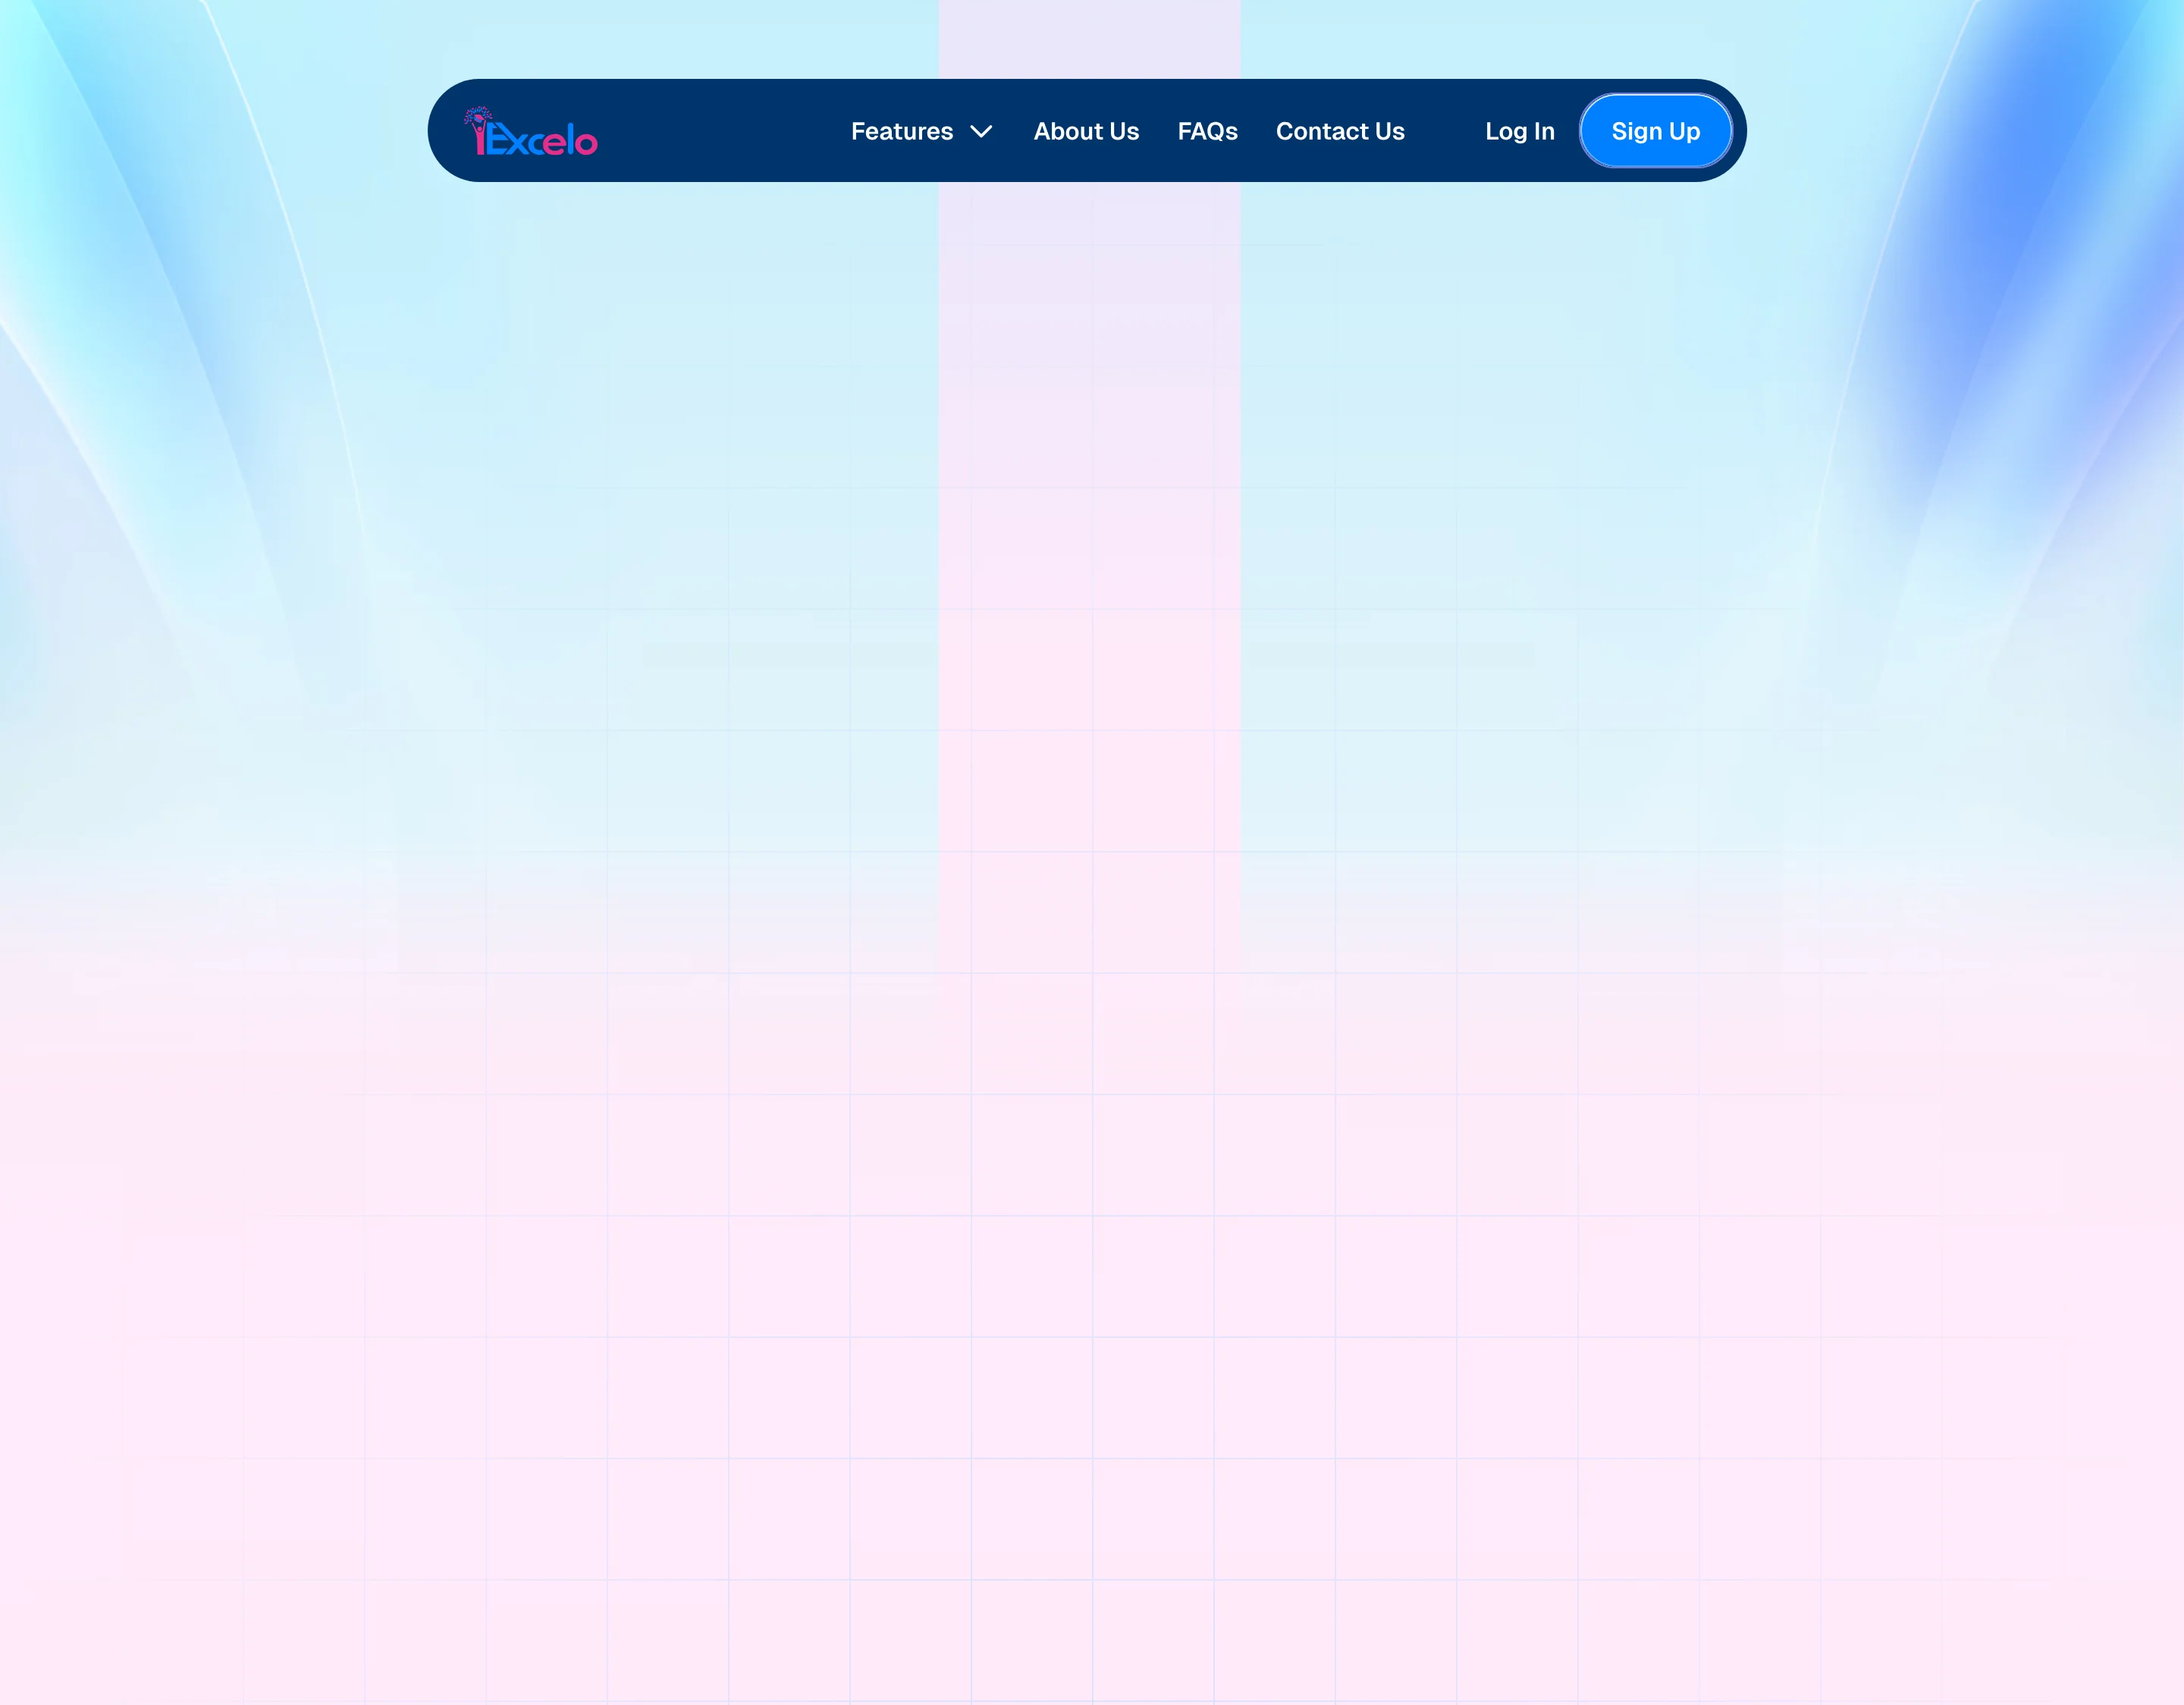 iExcelo
Features
About Us
FAQs
Contact Us
Log In
Sign Up